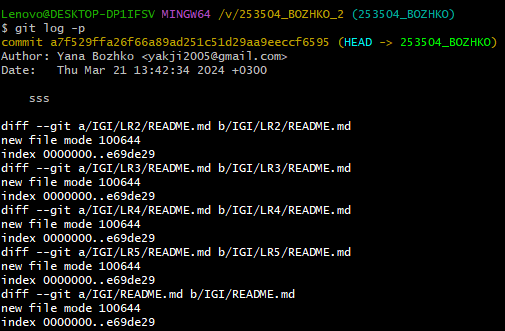 Lenovo@DESKTOP-DP1IFSV MINGW64 /v/253504_BOZHKO_2 (253504_BOZHKO)
$ git log -p
commit a7f529ffa26f66a89ad251c51d29aa9eeccf6595 (HEAD -> 253504_BOZHKO)
Author: Yana Bozhko <yakji2005@gmail.com>
Date:   Thu Mar 21 13:42:34 2024 +0300

    sss

diff --git a/IGI/LR2/README.md b/IGI/LR2/README.md
new file mode 100644
index 0000000..e69de29
diff --git a/IGI/LR3/README.md b/IGI/LR3/README.md
new file mode 100644
index 0000000..e69de29
diff --git a/IGI/LR4/README.md b/IGI/LR4/README.md
new file mode 100644
index 0000000..e69de29
diff --git a/IGI/LR5/README.md b/IGI/LR5/README.md
new file mode 100644
index 0000000..e69de29
diff --git a/IGI/README.md b/IGI/README.md
new file mode 100644
index 0000000..e69de29